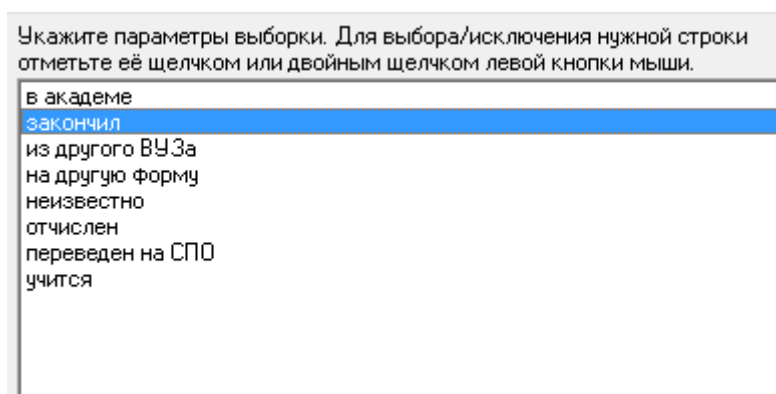 Укажите параметры выборки. Для выбора/исключения нужной строки
отметьте её щелчком или двойным щелчком левой кнопки мыши.
в академе
закончил
из другого ВУЗа
на другую форму
неизвестно
отчислен
переведен на СПО
учится